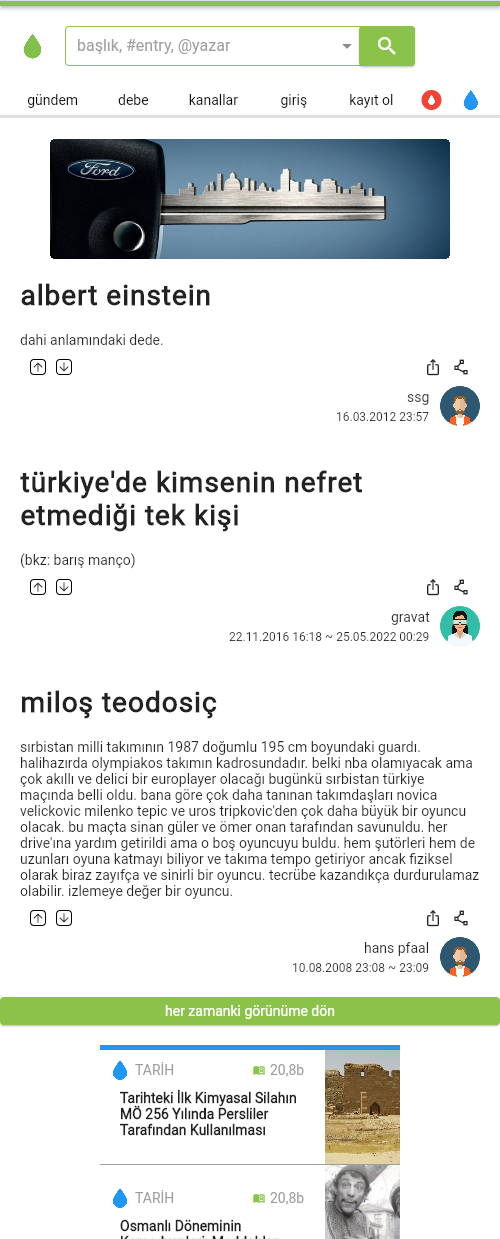 başlık, #entry, @yazar
gündem debe kanallar giriş kayıt ol
Ford
albert einstein
dahi anlamındaki dede.
ssg
16.03.2012 23:57
türkiye'de kimsenin nefret
etmediği tek kişi
(bkz: barış manço)
gravat
22.11.2016 16:18 ~ 25.05.2022 00:29
miloş teodosiç
sırbistan milli takımının 1987 doğumlu 195 cm boyundaki guardı.
halihazırda olympiakos takımın kadrosundadır. belki nba olamıyacak ama
çok akıllı ve delici bir europlayer olacağı bugünkü sırbistan türkiye
maçında belli oldu. bana göre çok daha tanınan takımdaşları novica
velickovic milenko tepic ve uros tripkovic'den çok daha büyük bir oyuncu
olacak. bu maçta sinan güler ve ömer onan tarafından savunuldu. her
drive'ına yardım getirildi ama o boş oyuncuyu buldu. hem şutörleri hem de
uzunları oyuna katmayı biliyor ve takıma tempo getiriyor ancak fiziksel
olarak biraz zayıfça ve sinirli bir oyuncu. tecrübe kazandıkça durdurulamaz
olabilir. izlemeye değer bir oyuncu.
hans pfaal
10.08.2008 23:08 ~ 23:09
her zamanki görünüme dön
TARİH 20,8b
Tarihteki İlk Kimyasal Silahın
MÖ 256 Yılında Persliler
Tarafından Kullanılması
TARİH 20,8b
Osmanlı Döneminin